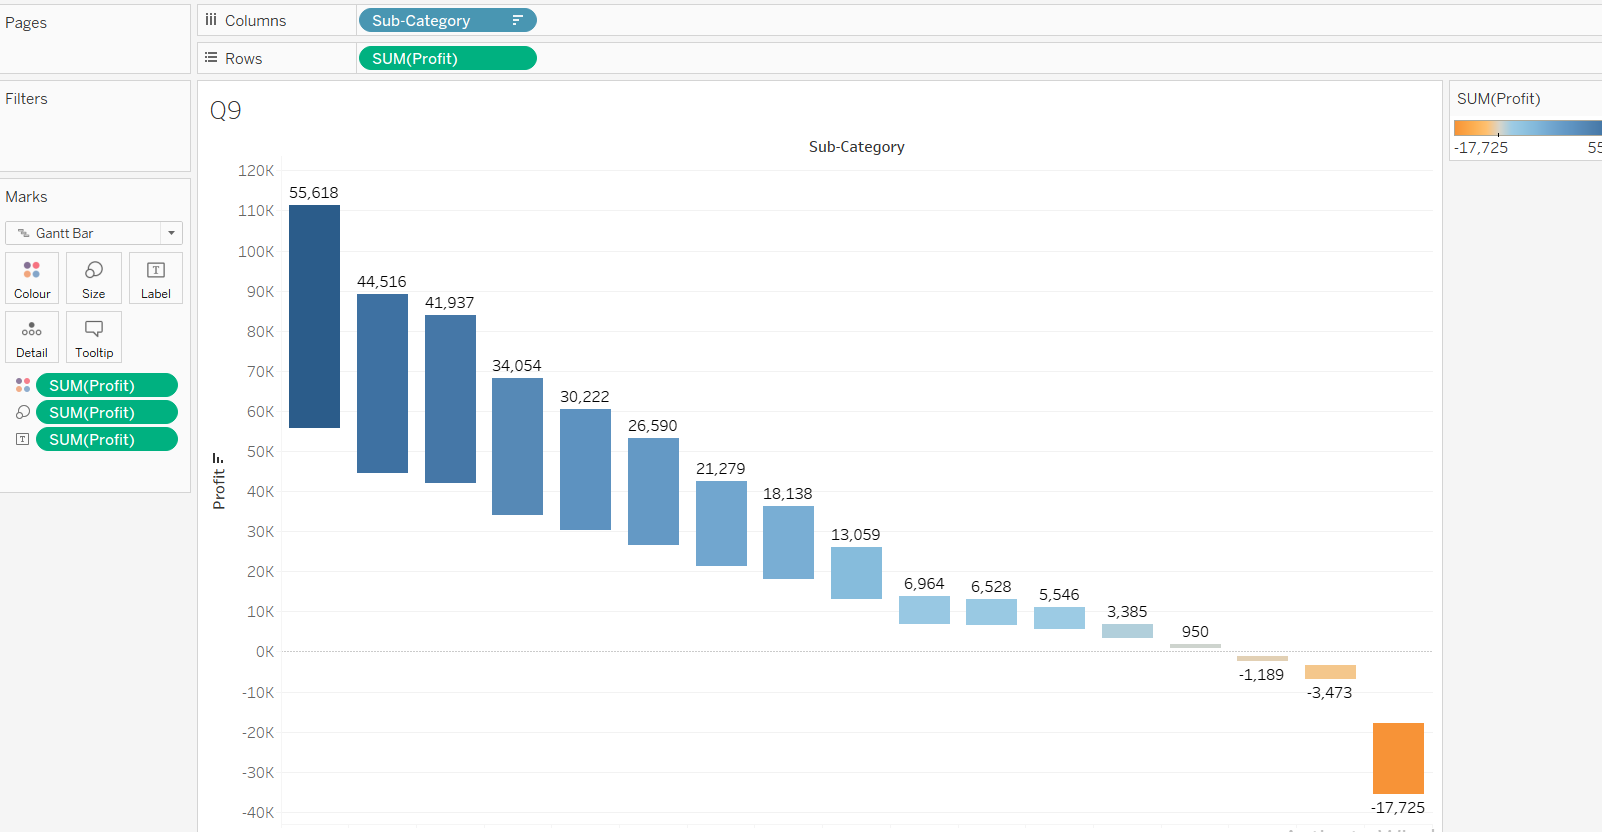 Pages
Columns
Sub-Category
Rows
SUM(Profit)
Filters
Marks
Gantt Bar
Colour
Size
Label
Detail
Tooltip
SUM(Profit)
SUM(Profit)
SUM(Profit)
Q9
Sub-Category
Profit
120K
110K
100K
90K
80K
70K
60K
50K
40K
30K
20K
10K
0K
-10K
-20K
-30K
-40K
55,618
44,516
41,937
34,054
30,222
26,590
21,279
18,138
13,059
6,964
6,528
5,546
3,385
950
-1,189
-3,473
-17,725
SUM(Profit)
-17,725
55